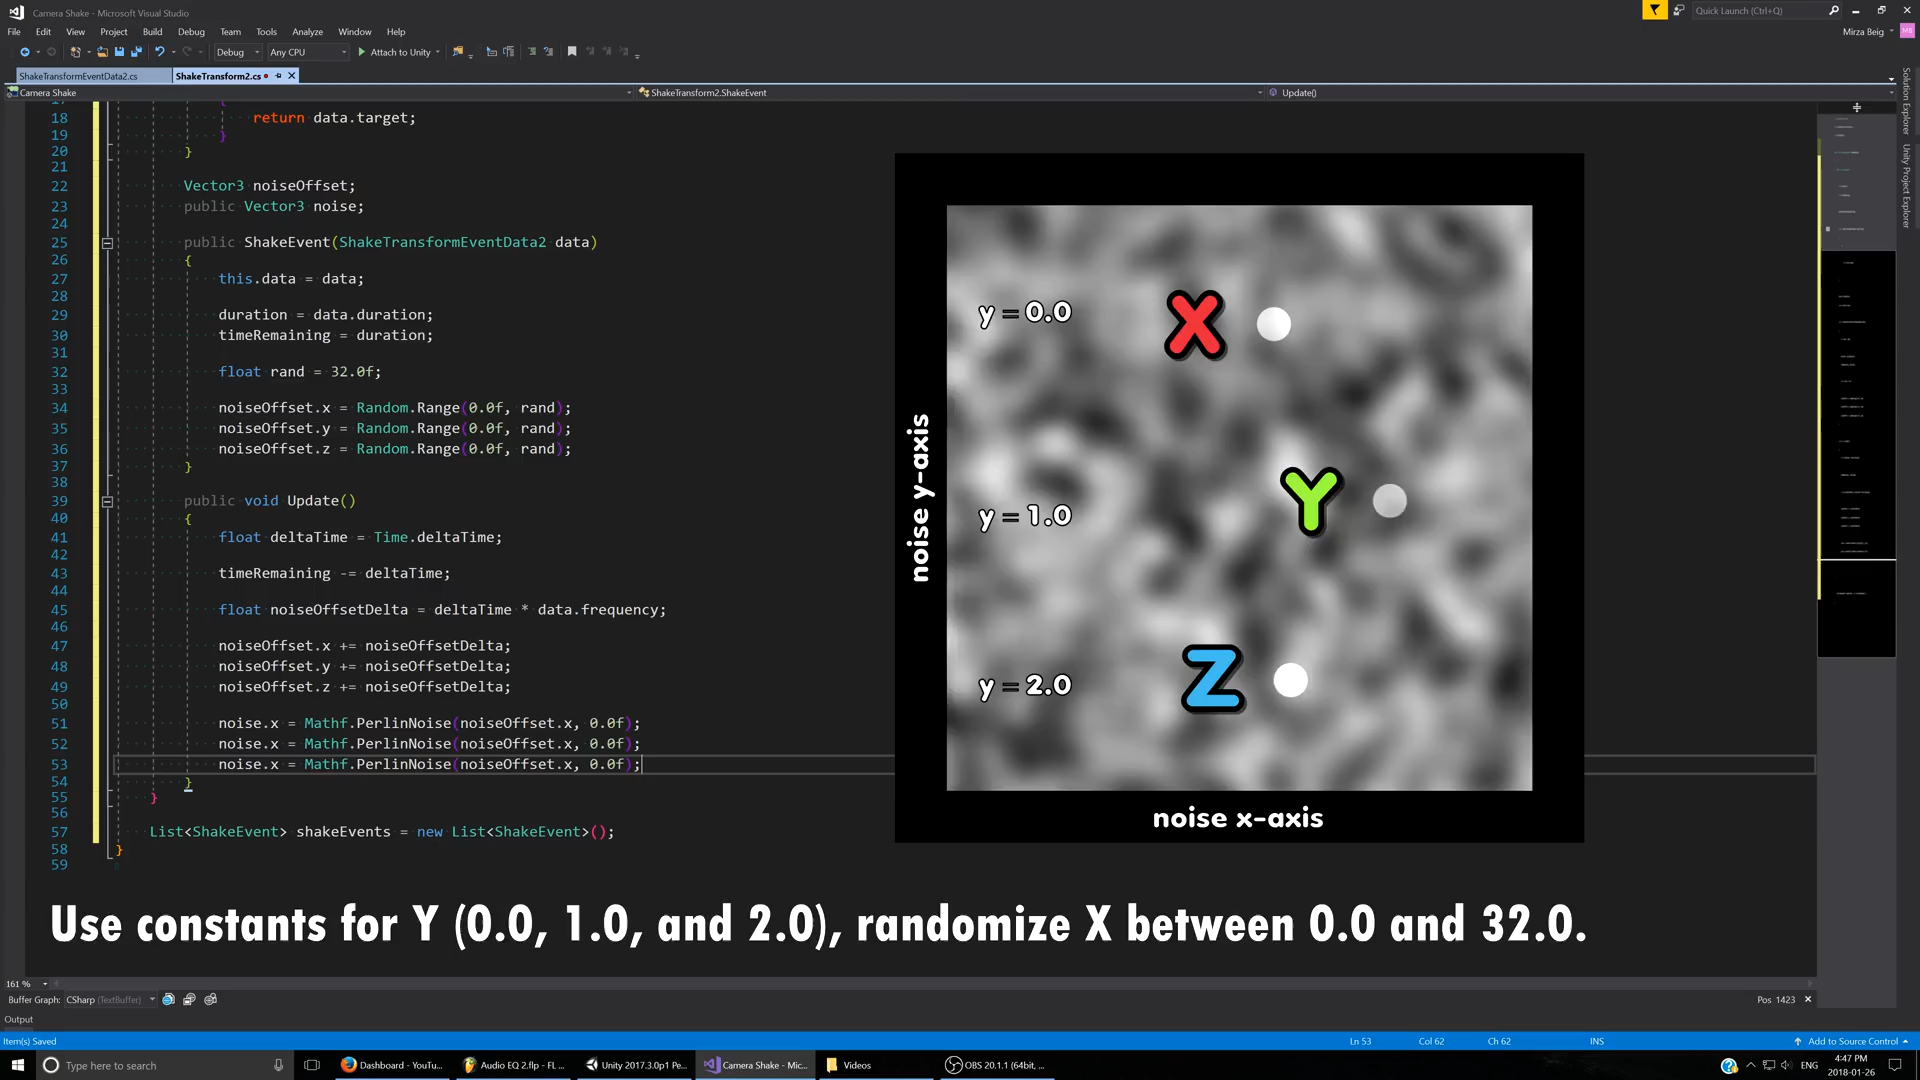 Camera Shake - Microsoft Visual Studio
Quick Launch (Ctrl+Q)
File Edit View Project Build Debug Team Tools Analyze Window Help
Mirza Beig
MB
Debug Any CPU Attach to Unity
ShakeTransformEventData2.cs ShakeTransform2.cs
Camera Shake ShakeTransform2.ShakeEvent Update()
Solution Explorer
Unity Project Explorer
17 {
18 return data.target;
19 }
20 }
21
22 Vector3 noiseOffset;
23 public Vector3 noise;
24
25 public ShakeEvent(ShakeTransformEventData2 data)
26 {
27 this.data = data;
28
29 duration = data.duration;
30 timeRemaining = duration;
31
32 float rand = 32.0f;
33
34 noiseOffset.x = Random.Range(0.0f, rand);
35 noiseOffset.y = Random.Range(0.0f, rand);
36 noiseOffset.z = Random.Range(0.0f, rand);
37 }
38
39 public void Update()
40 {
41 float deltaTime = Time.deltaTime;
42
43 timeRemaining -= deltaTime;
44
45 float noiseOffsetDelta = deltaTime * data.frequency;
46
47 noiseOffset.x += noiseOffsetDelta;
48 noiseOffset.y += noiseOffsetDelta;
49 noiseOffset.z += noiseOffsetDelta;
50
51 noise.x = Mathf.PerlinNoise(noiseOffset.x, 0.0f);
52 noise.x = Mathf.PerlinNoise(noiseOffset.x, 0.0f);
53 noise.x = Mathf.PerlinNoise(noiseOffset.x, 0.0f);
54 }
55 }
56
57 List<ShakeEvent> shakeEvents = new List<ShakeEvent>();
58 }
59
y = 0.0 X
y = 1.0 Y
y = 2.0 Z
noise y-axis
noise x-axis
Use constants for Y (0.0, 1.0, and 2.0), randomize X between 0.0 and 32.0.
161 %
Buffer Graph: CSharp (TextBuffer) Pos 1423
Output
Item(s) Saved Ln 53 Col 62 Ch 62 INS Add to Source Control
Type here to search Dashboard - YouTu... Audio EQ 2.flp - FL ... Unity 2017.3.0p1 Pe... Camera Shake - Mic... Videos OBS 20.1.1 (64bit, ... ENG
4:47 PM
2018-01-26